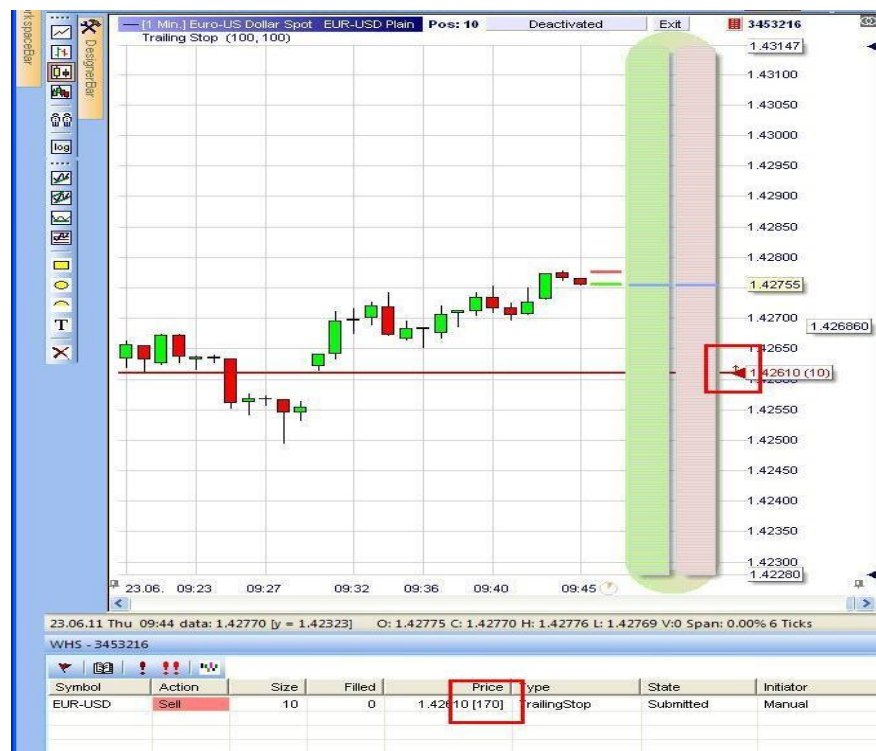 WorkspaceBar
DesignerBar
[1 Min.] Euro-US Dollar Spot EUR-USD Plain Pos: 10 Deactivated Exit 3453216
Trailing Stop (100, 100)
1.43147
1.43100
1.43050
1.43000
1.42950
1.42900
1.42850
1.42800
1.42755
1.42700
1.426860
1.42650
1.42610 (10)
1.42550
1.42500
1.42450
1.42400
1.42350
1.42300
1.42280
log
T
23.06. 09:23 09:27 09:32 09:36 09:40 09:45
23.06.11 Thu 09:44 data: 1.42770 [y = 1.42323] O: 1.42775 C: 1.42770 H: 1.42776 L: 1.42769 V:0 Span: 0.00% 6 Ticks
WHS - 3453216
Symbol Action Size Filled Price Type State Initiator
EUR-USD Sell 10 0 1.42610 [170] TrailingStop Submitted Manual